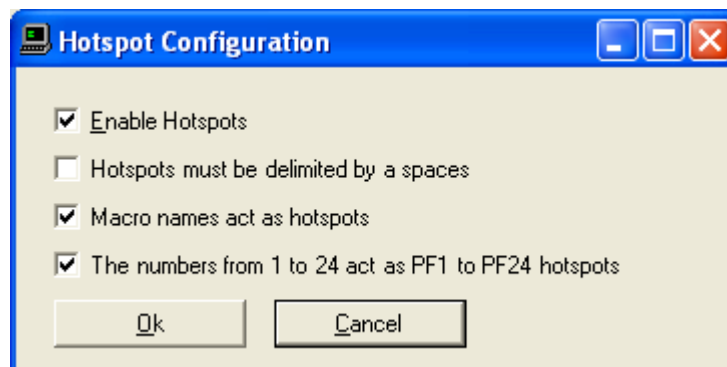 Hotspot Configuration
Enable Hotspots
Hotspots must be delimited by a spaces
Macro names act as hotspots
The numbers from 1 to 24 act as PF1 to PF24 hotspots
Ok Cancel